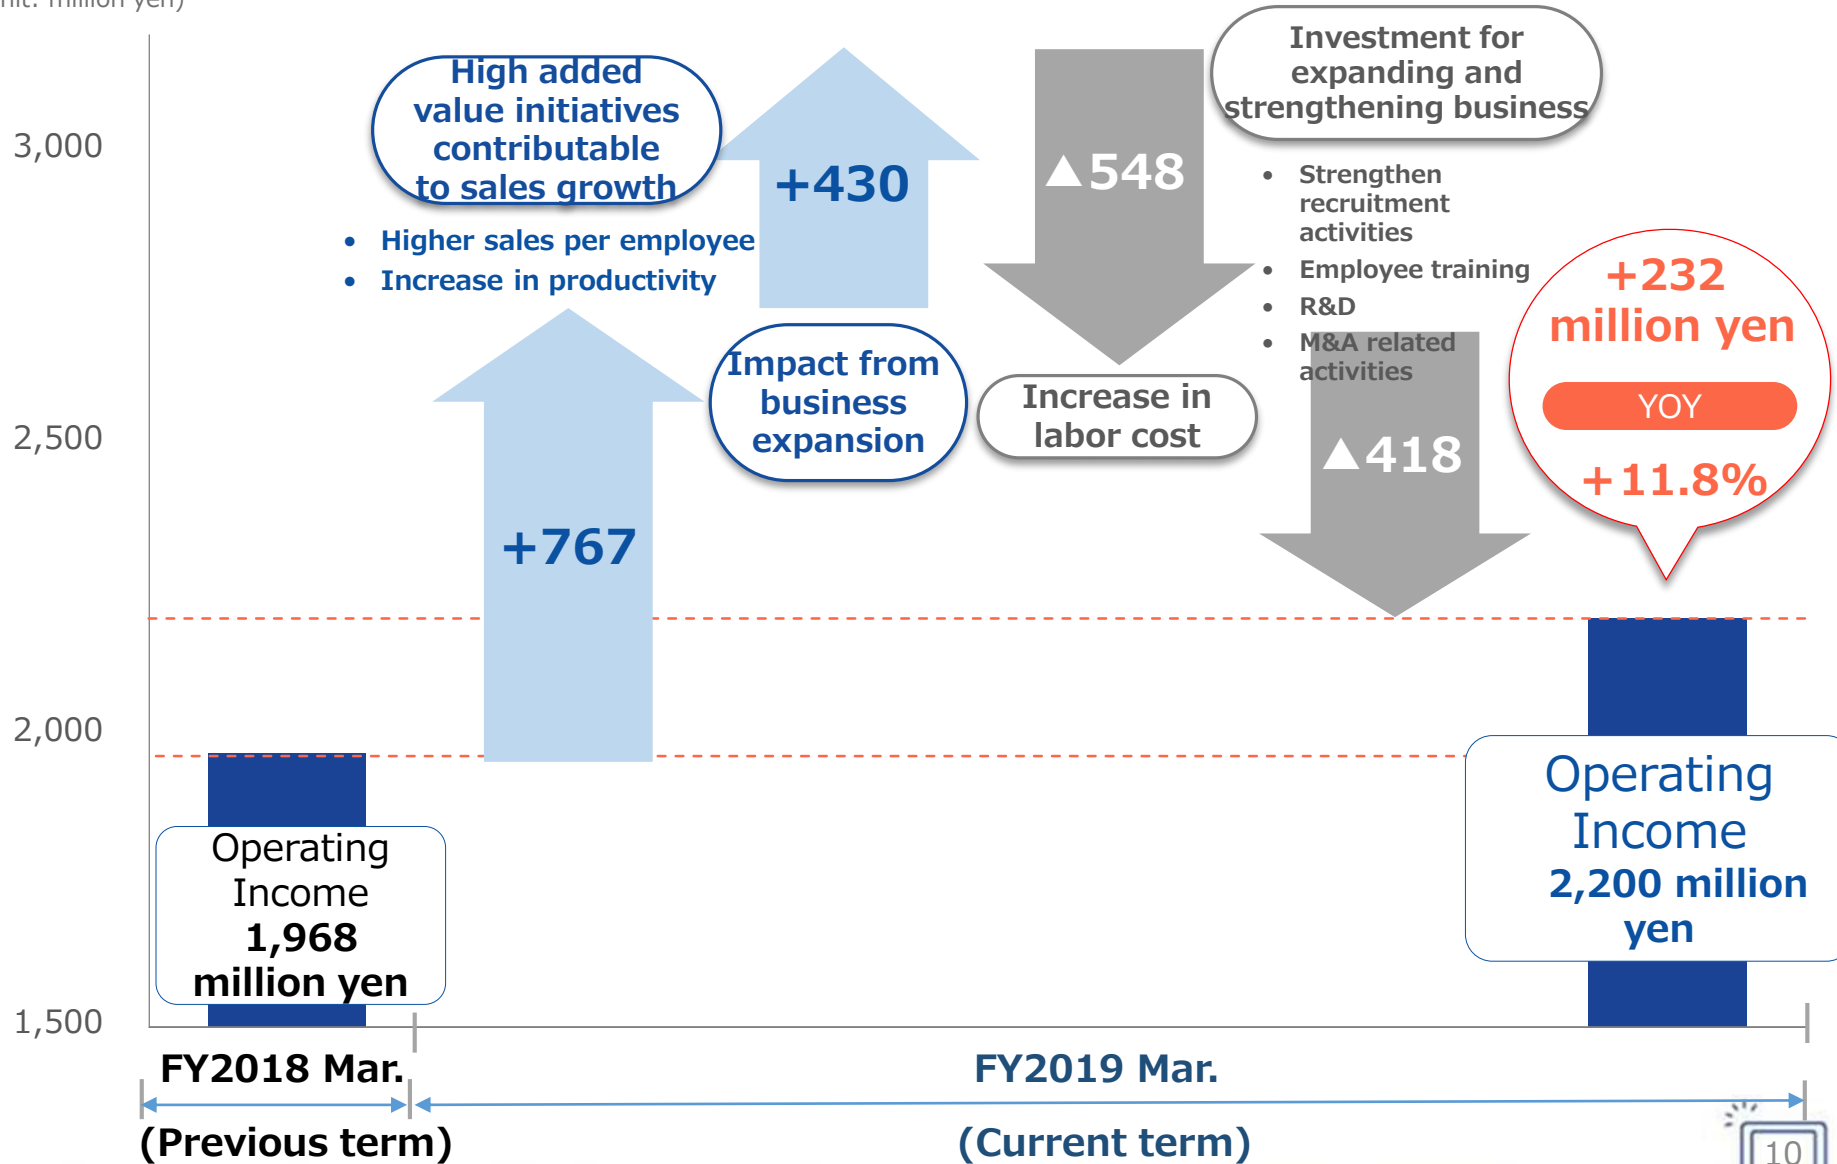 million yen)
3,000
2,500
2,000
1,500
High added
value initiatives
contributable
to sales growth
• Higher sales per employee
• Increase in productivity
+767
+430
Impact from
business
expansion
▲548
Increase in
labor cost
Investment for
expanding and
strengthening business
• Strengthen
recruitment
activities
• Employee training
• R&D
• M&A related
activities
▲418
+232
million yen
YOY
+11.8%
Operating
Income
1,968
million yen
Operating
Income
2,200 million
yen
FY2018 Mar.
FY2019 Mar.
(Previous term)
(Current term)
10